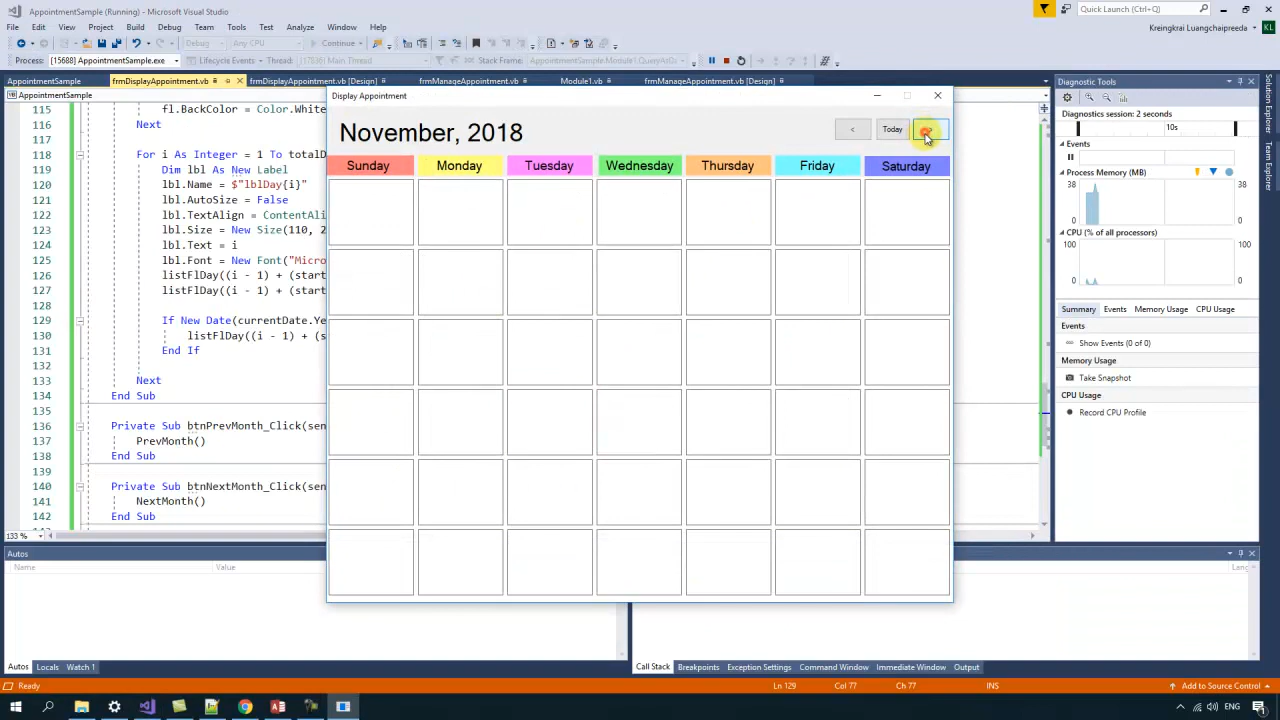 AppointmentSample (Running) - Microsoft Visual Studio
Quick Launch (Ctrl+Q)
File Edit View Project Build Debug Team Tools Test Analyze Window Help
Kreingkrai Luangchaipreeda KL
Debug Any CPU Continue
Process: [15688] AppointmentSample.exe Lifecycle Events Thread: [17536] Main Thread Stack Frame: AppointmentSample.Module1.QueryAsDa
AppointmentSample frmDisplayAppointment.vb frmDisplayAppointment.vb [Design] frmManageAppointment.vb Module1.vb frmManageAppointment.vb [Design]
AppointmentSample
115 fl.BackColor = Color.White
116 Next
117
118 For i As Integer = 1 To totalD
119 Dim lbl As New Label
120 lbl.Name = $"lblDay{i}"
121 lbl.AutoSize = False
122 lbl.TextAlign = ContentAli
123 lbl.Size = New Size(110, 2
124 lbl.Text = i
125 lbl.Font = New Font("Micro
126 listFlDay((i - 1) + (start
127 listFlDay((i - 1) + (start
128
129 If New Date(currentDate.Ye
130 listFlDay((i - 1) + (s
131 End If
132
133 Next
134 End Sub
135
136 Private Sub btnPrevMonth_Click(sen
137 PrevMonth()
138 End Sub
139
140 Private Sub btnNextMonth_Click(sen
141 NextMonth()
142 End Sub
133 %
Display Appointment
November, 2018
< Today
Sunday Monday Tuesday Wednesday Thursday Friday Saturday
Diagnostic Tools
Diagnostics session: 2 seconds
10s
Events
Process Memory (MB)
38 38
0 0
CPU (% of all processors)
100 100
0 0
Summary Events Memory Usage CPU Usage
Events
Show Events (0 of 0)
Memory Usage
Take Snapshot
CPU Usage
Record CPU Profile
Solution Explorer
Team Explorer
Autos
Name Value
Lang
Autos Locals Watch 1
Call Stack Breakpoints Exception Settings Command Window Immediate Window Output
Ready Ln 129 Col 77 Ch 77 INS Add to Source Control
ENG